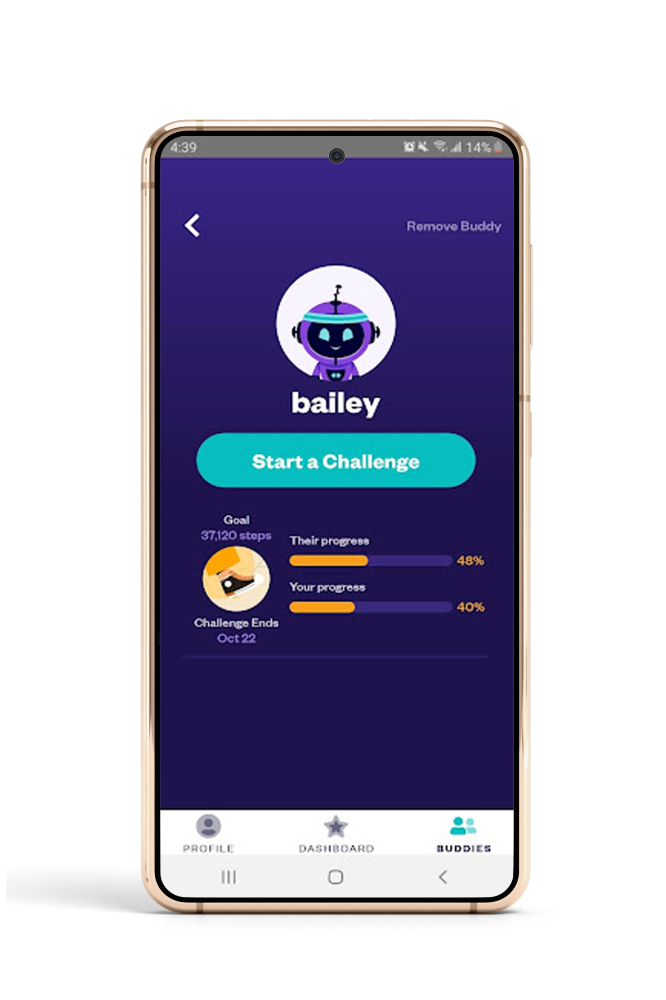 4:39
14%
Remove Buddy
bailey
Start a Challenge
Goal
37,120 steps
Their progress
48%
Your progress
40%
Challenge Ends
Oct 22
PROFILE
DASHBOARD
BUDDIES